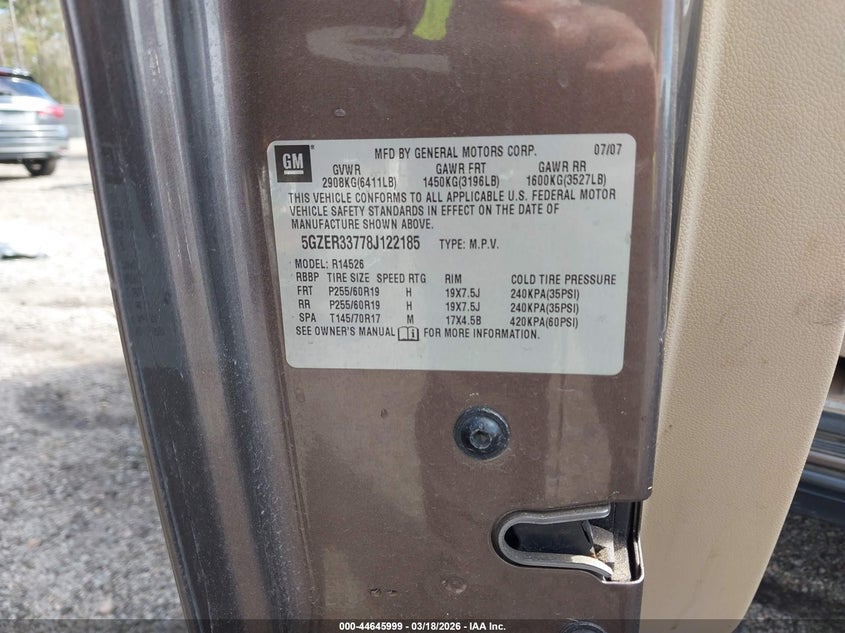 GM ® MFD BY GENERAL MOTORS CORP. 07/07
GVWR GAWR FRT GAWR RR
2908KG(6411LB) 1450KG(3196LB) 1600KG(3527LB)
THIS VEHICLE CONFORMS TO ALL APPLICABLE U.S. FEDERAL MOTOR
VEHICLE SAFETY STANDARDS IN EFFECT ON THE DATE OF
MANUFACTURE SHOWN ABOVE.
5GZER33778J122185 TYPE: M.P.V.
MODEL: R14526
RBBP TIRE SIZE SPEED RTG RIM COLD TIRE PRESSURE
FRT P255/60R19 H 19X7.5J 240KPA(35PSI)
RR P255/60R19 H 19X7.5J 240KPA(35PSI)
SPA T145/70R17 M 17X4.5B 420KPA(60PSI)
SEE OWNER'S MANUAL FOR MORE INFORMATION.
000-44645999 03/18/2026 IAA Inc.